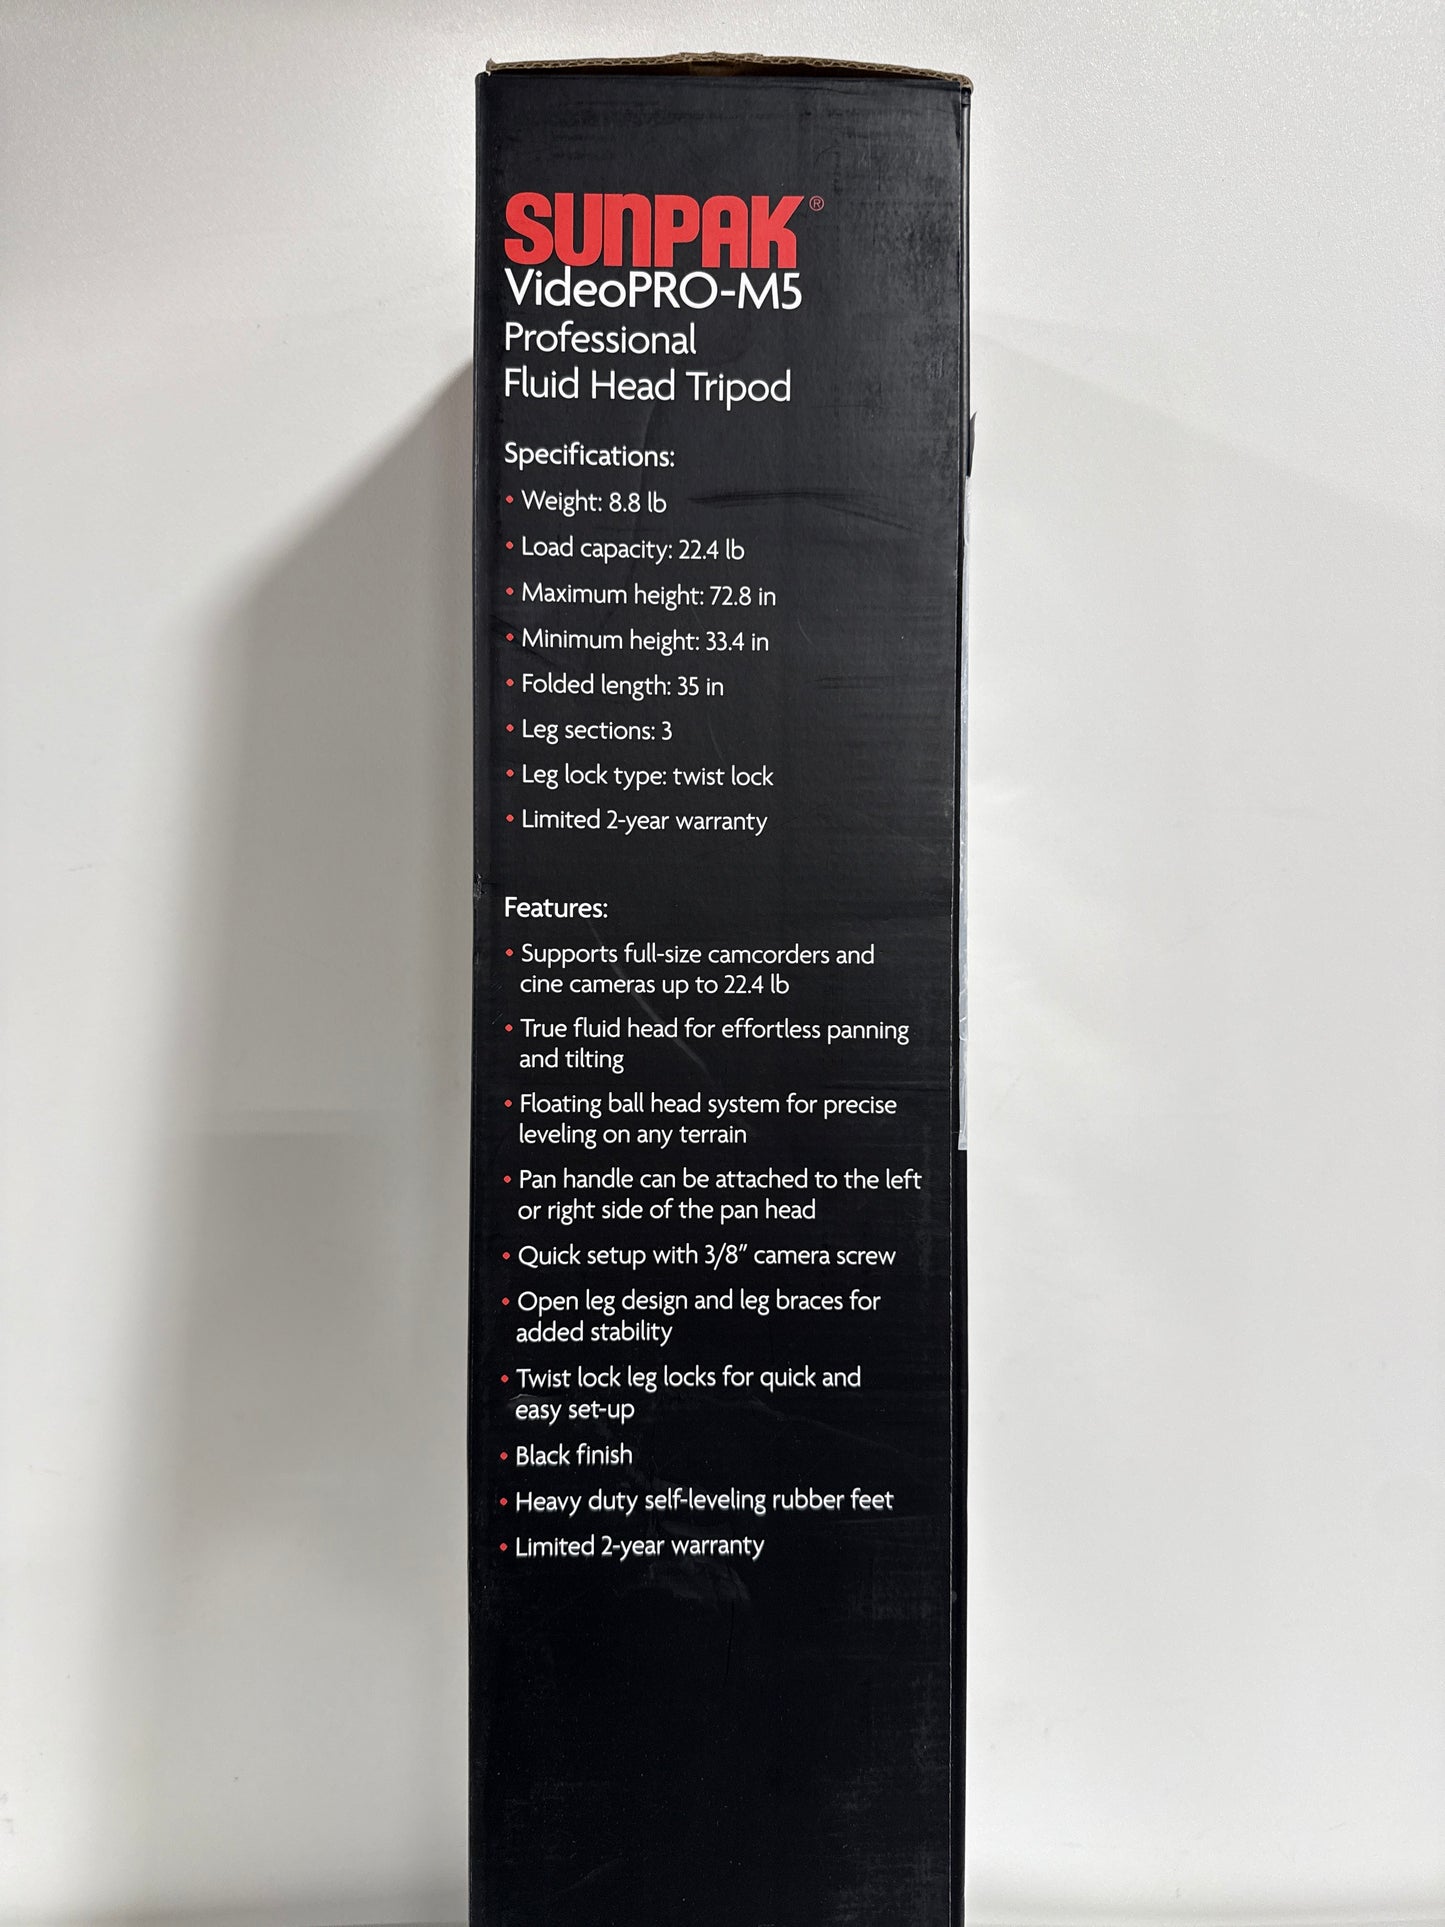 SUNPAK®
VideoPRO-M5
Professional
Fluid Head Tripod
Specifications:
• Weight: 8.8 lb
• Load capacity: 22.4 lb
• Maximum height: 72.8 in
• Minimum height: 33.4 in
• Folded length: 35 in
• Leg sections: 3
• Leg lock type: twist lock
• Limited 2-year warranty
Features:
• Supports full-size camcorders and
cine cameras up to 22.4 lb
• True fluid head for effortless panning
and tilting
• Floating ball head system for precise
leveling on any terrain
• Pan handle can be attached to the left
or right side of the pan head
• Quick setup with 3/8″ camera screw
• Open leg design and leg braces for
added stability
• Twist lock leg locks for quick and
easy set-up
• Black finish
• Heavy duty self-leveling rubber feet
• Limited 2-year warranty